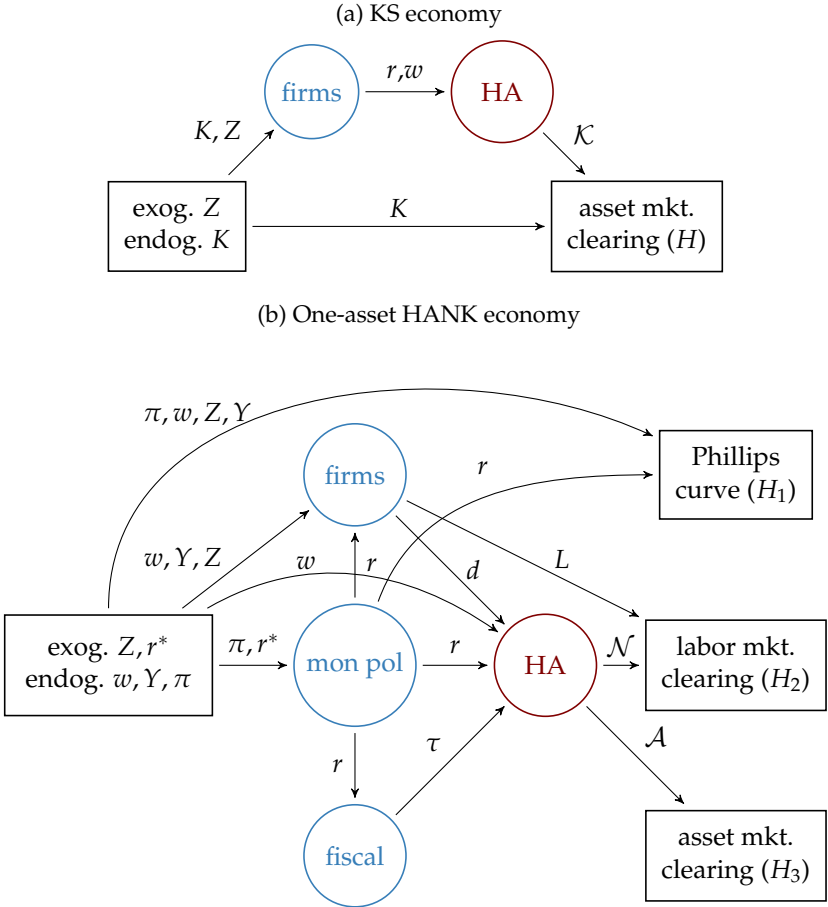 (a) KS economy
firms
r,w
HA
K, Z
𝒦
exog. Z
endog. K
K
asset mkt.
clearing (H)
(b) One-asset HANK economy
π, w, Z, Y
firms
r
Phillips
curve (H₁)
w, Y, Z
w
r
d
L
exog. Z, r*
endog. w, Y, π
π, r*
mon pol
r
HA
𝒩
labor mkt.
clearing (H₂)
r
τ
𝒜
fiscal
asset mkt.
clearing (H₃)